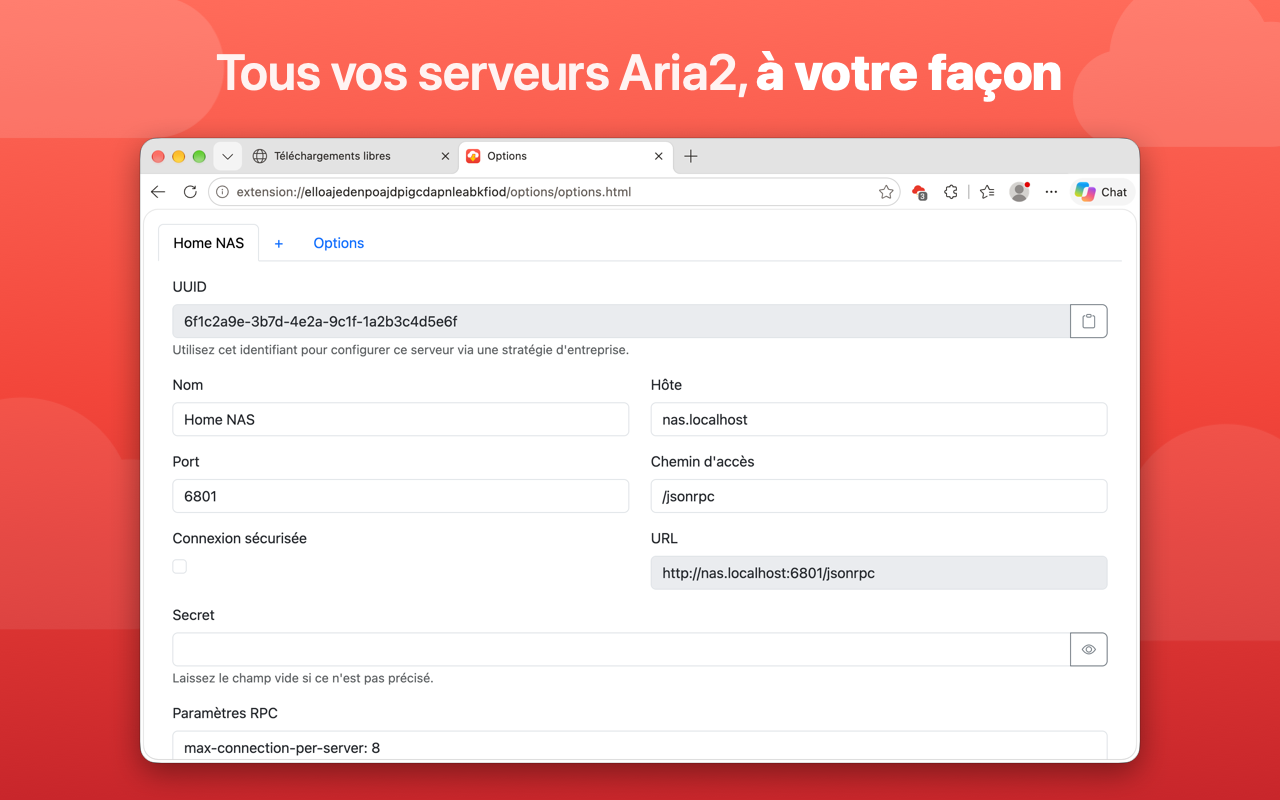 Tous vos serveurs Aria2, à votre façon
Téléchargements libres
Options
extension://elloajedenpoajdpigcdapnleabkfiod/options/options.html
3
Chat
Home NAS
+
Options
UUID
6f1c2a9e-3b7d-4e2a-9c1f-1a2b3c4d5e6f
Utilisez cet identifiant pour configurer ce serveur via une stratégie d'entreprise.
Nom
Hôte
Home NAS
nas.localhost
Port
Chemin d'accès
6801
/jsonrpc
Connexion sécurisée
URL
http://nas.localhost:6801/jsonrpc
Secret
Laissez le champ vide si ce n'est pas précisé.
Paramètres RPC
max-connection-per-server: 8